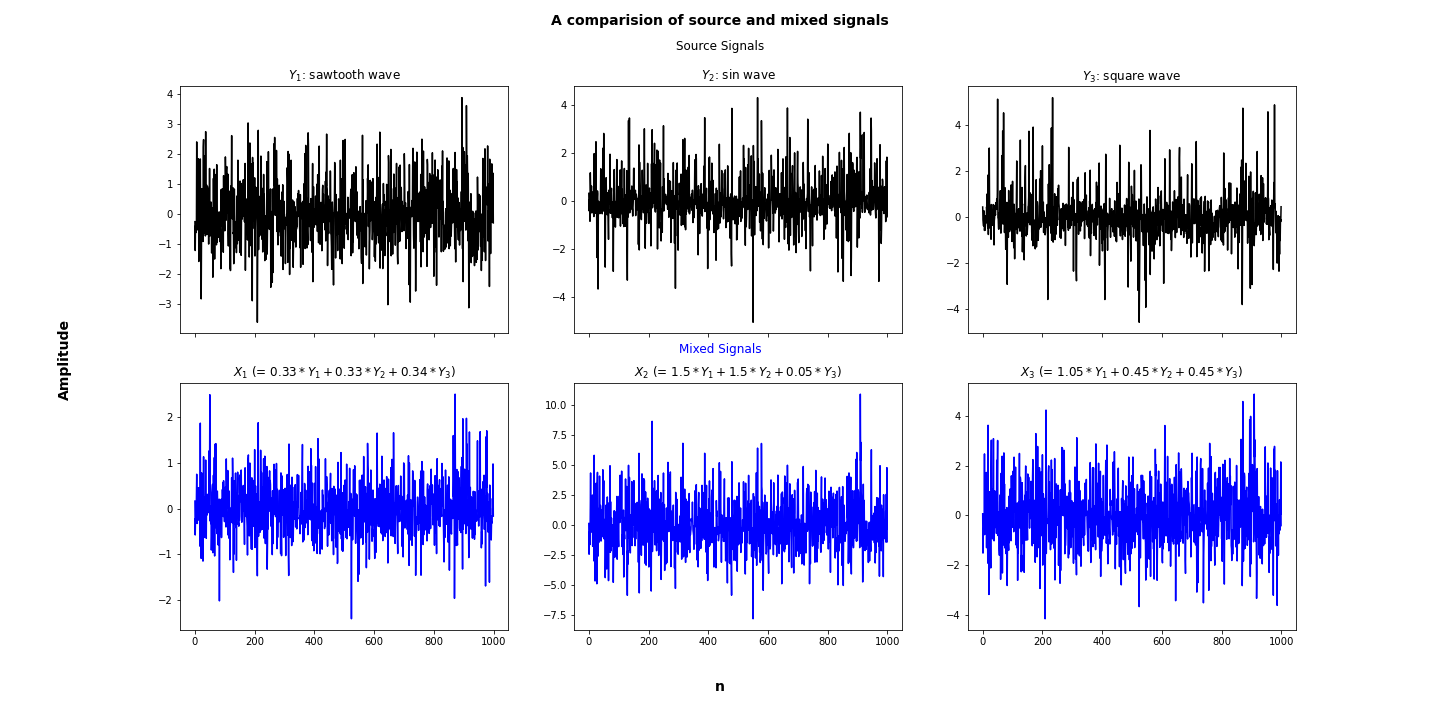 A comparision of source and mixed signals
Source Signals
Y₁: sawtooth wave
Y₂: sin wave
Y₃: square wave
4
3
2
1
0
−1
−2
−3
4
2
0
−2
−4
4
2
0
−2
−4
Amplitude
Mixed Signals
X₁ (= 0.33 * Y₁ + 0.33 * Y₂ + 0.34 * Y₃)
X₂ (= 1.5 * Y₁ + 1.5 * Y₂ + 0.05 * Y₃)
X₃ (= 1.05 * Y₁ + 0.45 * Y₂ + 0.45 * Y₃)
2
1
0
−1
−2
0 200 400 600 800 1000
10.0
7.5
5.0
2.5
0.0
−2.5
−5.0
−7.5
0 200 400 600 800 1000
4
2
0
−2
−4
0 200 400 600 800 1000
n